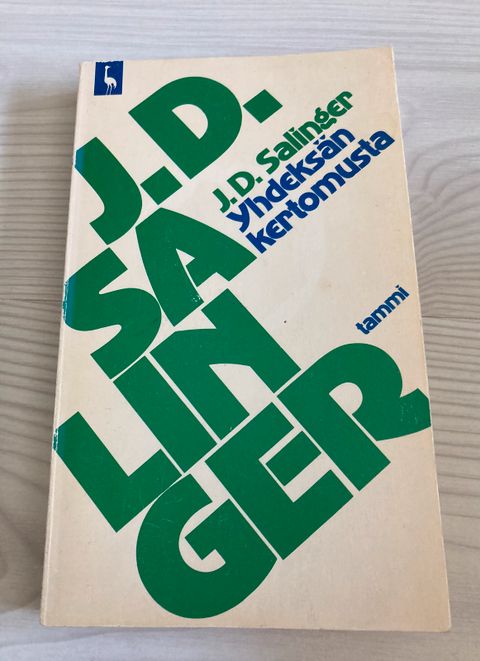 J.D.
SA
LIN
GER
J.D. Salinger
Yhdeksän
kertomusta
tammi